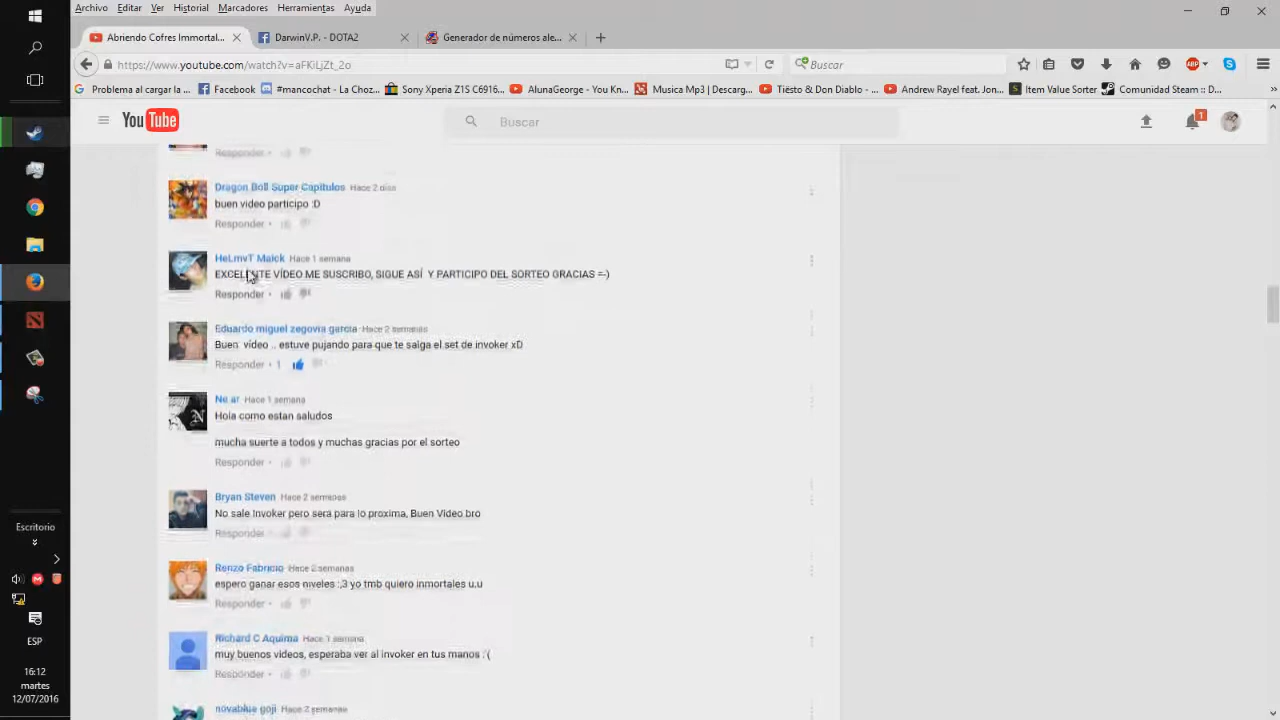 Archivo Editar Ver Historial Marcadores Herramientas Ayuda
Abriendo Cofres Immortal...
DarwinV.P. - DOTA2
Generador de números ale...
https://www.youtube.com/watch?v=aFKiLjZt_2o
Buscar
Problema al cargar la ...
Facebook
#mancochat - La Choz...
Sony Xperia Z1S C6916...
AlunaGeorge - You Kn...
Musica Mp3 | Descarg...
Tiësto & Don Diablo - ...
Andrew Rayel feat. Jon...
Item Value Sorter
Comunidad Steam :: D...
YouTube
Buscar
1
Responder
Dragon Boll Super Capitulos Hace 2 días
buen video participo :D
Responder
HeLmvT Maick Hace 1 semana
EXCELENTE VÍDEO ME SUSCRIBO, SIGUE ASÍ Y PARTICIPO DEL SORTEO GRACIAS =-)
Responder
Eduardo miguel zegovia garcia Hace 2 semanas
Buen video .. estuve pujando para que te salga el set de invoker xD
Responder • 1
Ne ar Hace 1 semana
Hola como estan saludos
mucha suerte a todos y muchas gracias por el sorteo
Responder
Bryan Steven Hace 2 semanas
No sale Invoker pero sera para lo proxima, Buen Video bro
Responder
Renzo Fabricio Hace 2 semanas
espero ganar esos niveles :,3 yo tmb quiero inmortales u.u
Responder
Richard C Aquima Hace 1 semana
muy buenos videos, esperaba ver al invoker en tus manos :'(
Responder
novablue goji Hace 2 semanas
Escritorio
ESP
16:12
martes
12/07/2016